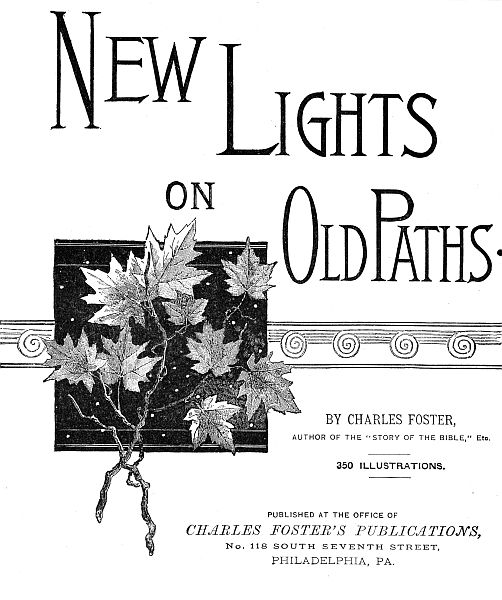 NEW LIGHTS
ON OLD PATHS.
BY CHARLES FOSTER,
AUTHOR OF THE "STORY OF THE BIBLE," Etc.
350 ILLUSTRATIONS.
PUBLISHED AT THE OFFICE OF
CHARLES FOSTER'S PUBLICATIONS,
No. 118 SOUTH SEVENTH STREET,
PHILADELPHIA, PA.